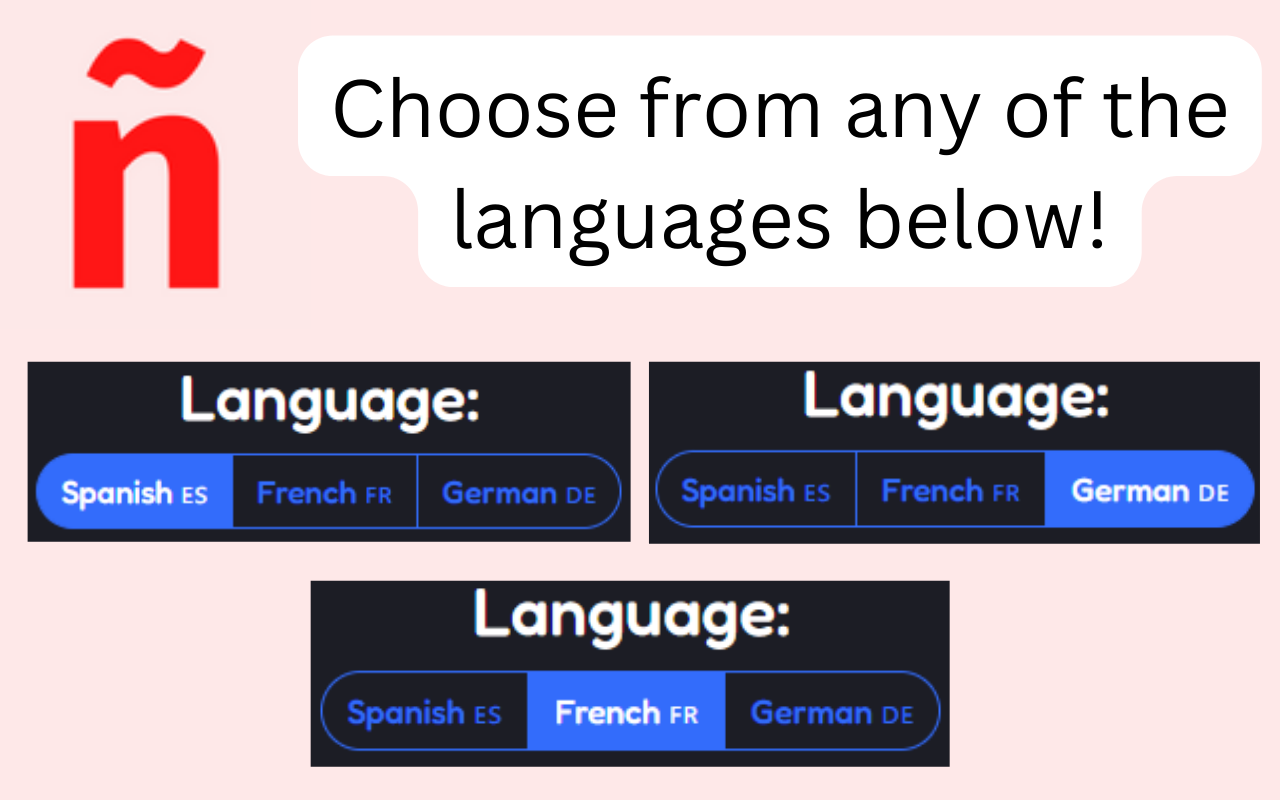 ñ
Choose from any of the
languages below!
Language:
Spanish ES French FR German DE
Language:
Spanish ES French FR German DE
Language:
Spanish ES French FR German DE